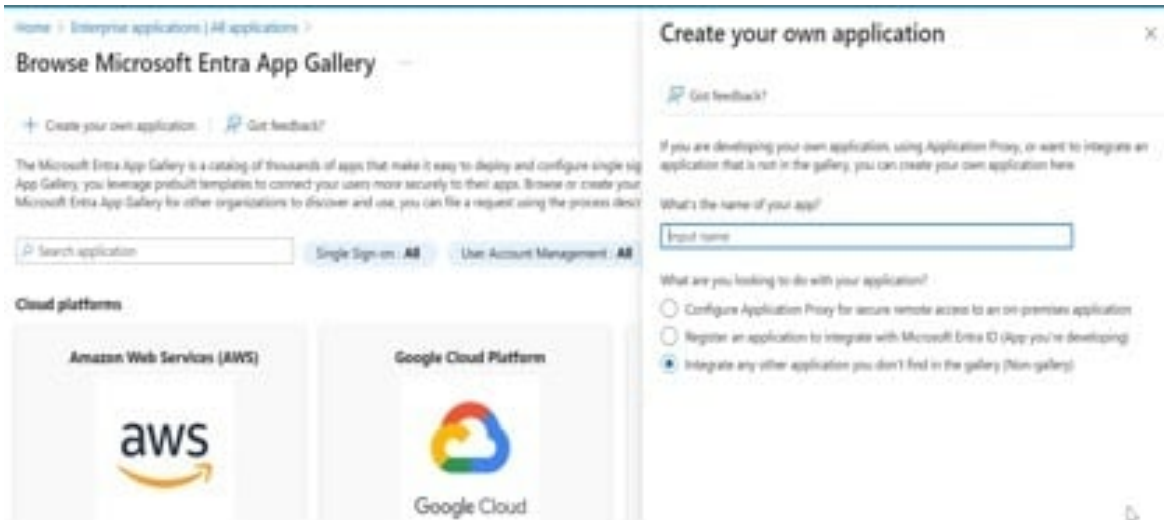 Home > Enterprise applications | All applications >
Browse Microsoft Entra App Gallery
+ Create your own application
Got feedback?
The Microsoft Entra App Gallery is a catalog of thousands of apps that make it easy to deploy and configure single sig
App Gallery, you leverage prebuilt templates to connect your users more securely to their apps. Browse or create your
Microsoft Entra App Gallery for other organizations to discover and use, you can file a request using the process descr
Search application
Single Sign-on : All
User Account Management : All
Cloud platforms
Amazon Web Services (AWS)
aws
Google Cloud Platform
Google Cloud
Create your own application
Got feedback?
If you are developing your own application, using Application Proxy, or want to integrate an
application that is not in the gallery, you can create your own application here.
What's the name of your app?
Input name
What are you looking to do with your application?
Configure Application Proxy for secure remote access to an on-premises application
Register an application to integrate with Microsoft Entra ID (App you're developing)
Integrate any other application you don't find in the gallery (Non-gallery)